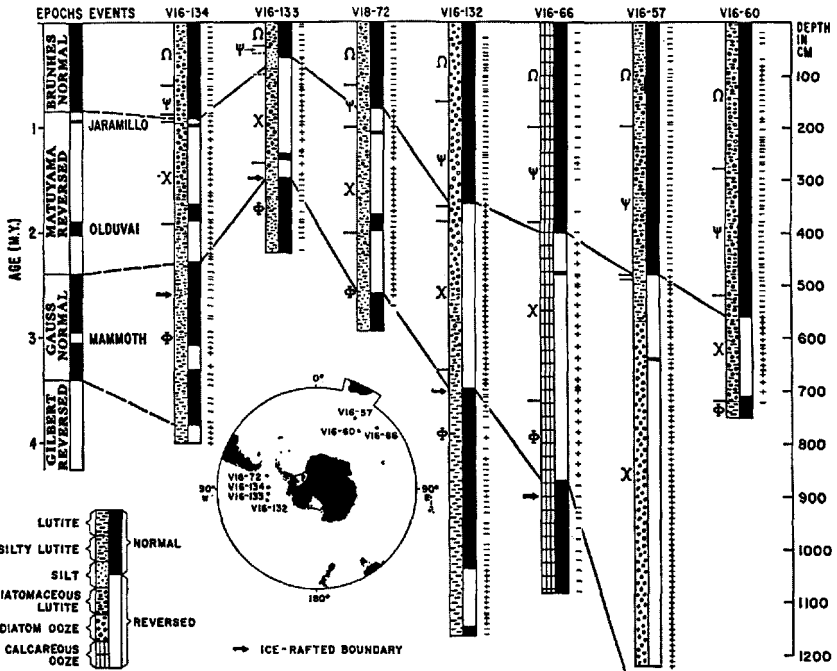 EPOCHS EVENTS V16-134 V16-133 V18-72 V16-132 V16-66 V16-57 V16-60
DEPTH
IN
CM
BRUNHES
NORMAL
MATUYAMA
REVERSED
GAUSS
NORMAL
GILBERT
REVERSED
AGE (M.Y.)
1
2
3
4
JARAMILLO
OLDUVAI
MAMMOTH
Ω
Ψ
Χ
Φ
Ω
Ψ
Χ
Φ
Ω
Ψ
Χ
Φ
Ω
Ψ
Χ
Φ
Ω
Ψ
Χ
Φ
Ω
Ψ
Χ
Ω
Ψ
Χ
Φ
100
200
300
400
500
600
700
800
900
1000
1100
1200
0°
V16-57
V16-60 V16-66
V18-72
V16-134
V16-133
V16-132
90°
W.
90°
180°
LUTITE
SILTY LUTITE
SILT
DIATOMACEOUS
LUTITE
DIATOM OOZE
CALCAREOUS
OOZE
NORMAL
REVERSED
ICE-RAFTED BOUNDARY